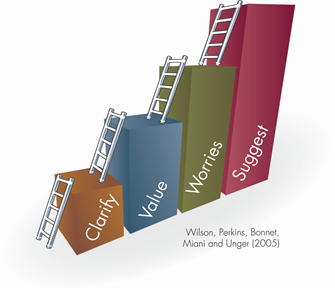 Clarify
Value
Worries
Suggest
Wilson, Perkins, Bonnet,
Miani and Unger (2005)